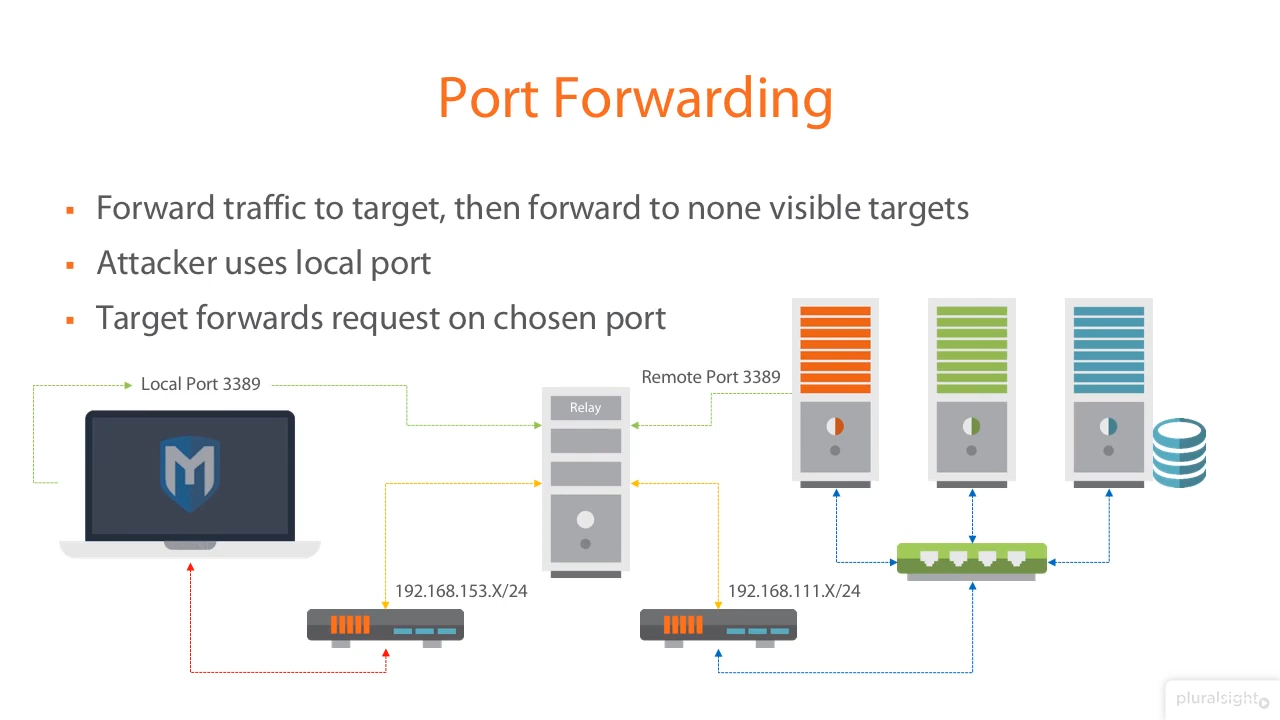 Port Forwarding
▪ Forward traffic to target, then forward to none visible targets
▪ Attacker uses local port
▪ Target forwards request on chosen port
Local Port 3389
Relay
Remote Port 3389
192.168.153.X/24
192.168.111.X/24
pluralsight